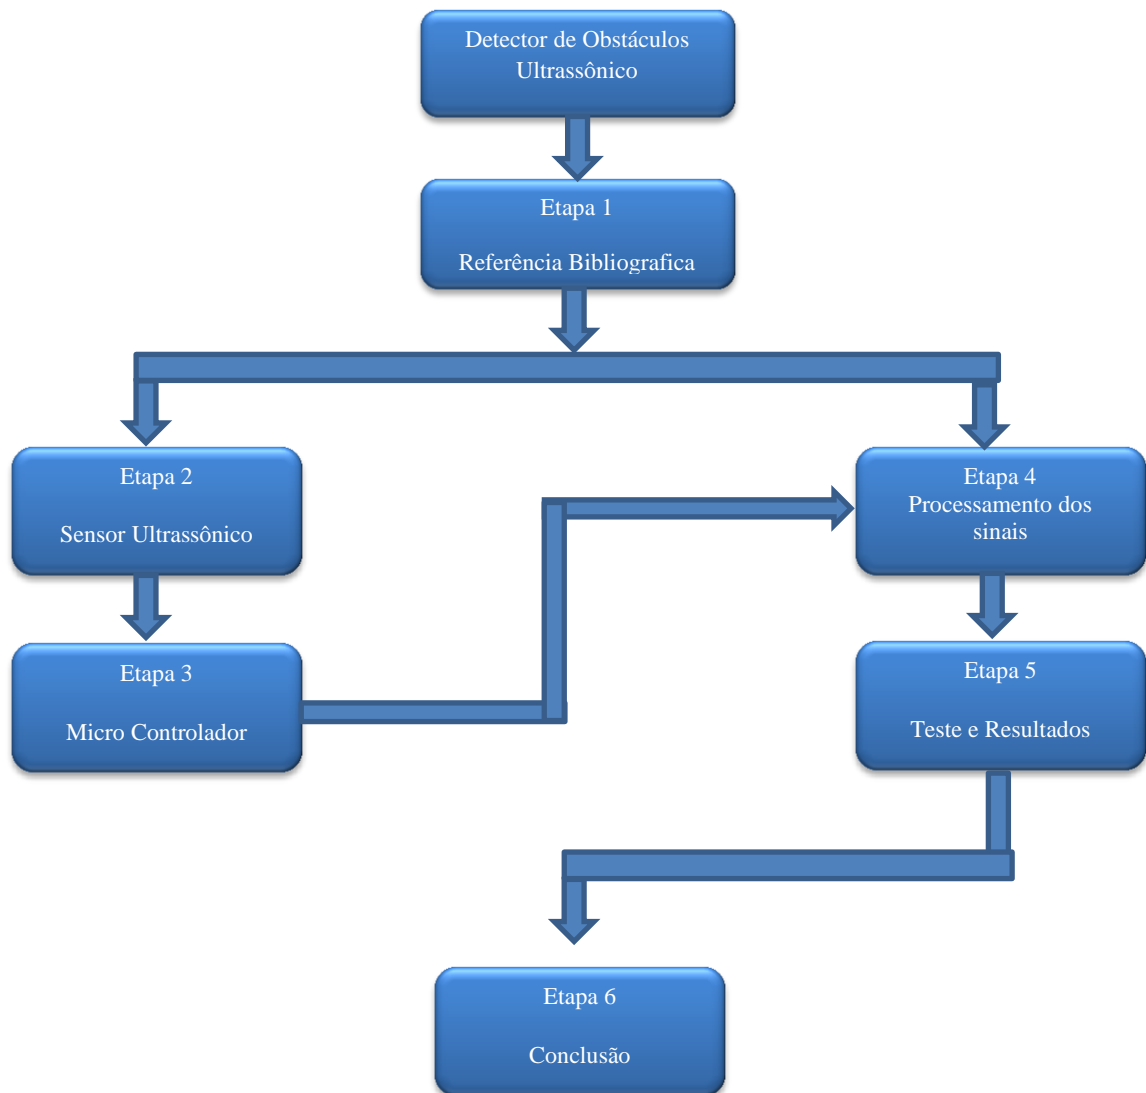 Detector de Obstáculos
Ultrassônico
Etapa 1
Referência Bibliografica
Etapa 2
Sensor Ultrassônico
Etapa 3
Micro Controlador
Etapa 4
Processamento dos
sinais
Etapa 5
Teste e Resultados
Etapa 6
Conclusão